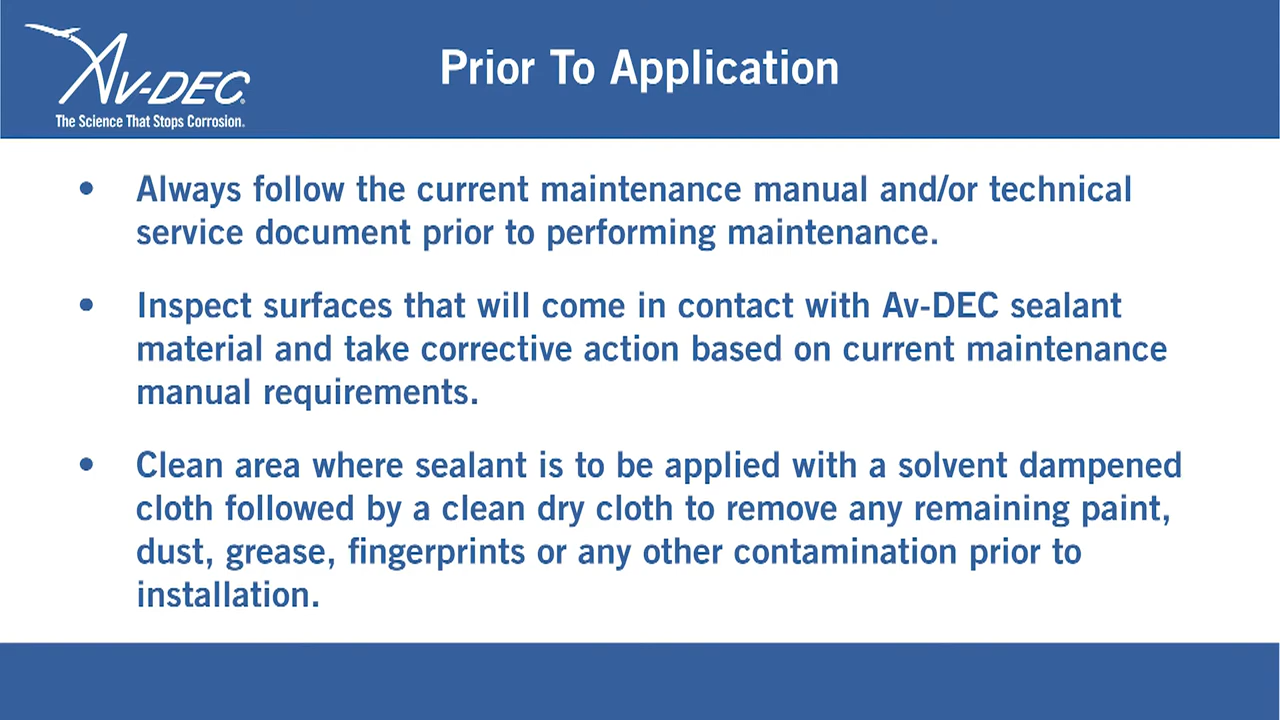 Av-DEC®
The Science That Stops Corrosion.
Prior To Application
• Always follow the current maintenance manual and/or technical
service document prior to performing maintenance.
• Inspect surfaces that will come in contact with Av-DEC sealant
material and take corrective action based on current maintenance
manual requirements.
• Clean area where sealant is to be applied with a solvent dampened
cloth followed by a clean dry cloth to remove any remaining paint,
dust, grease, fingerprints or any other contamination prior to
installation.